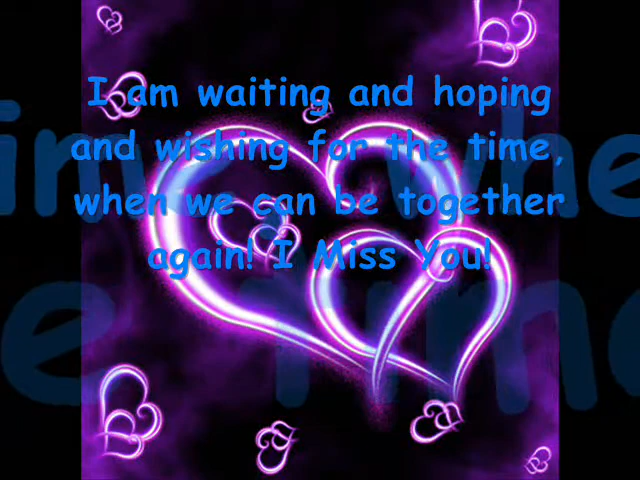 I am waiting and hoping
and wishing for the time,
when we can be together
again! I Miss You!